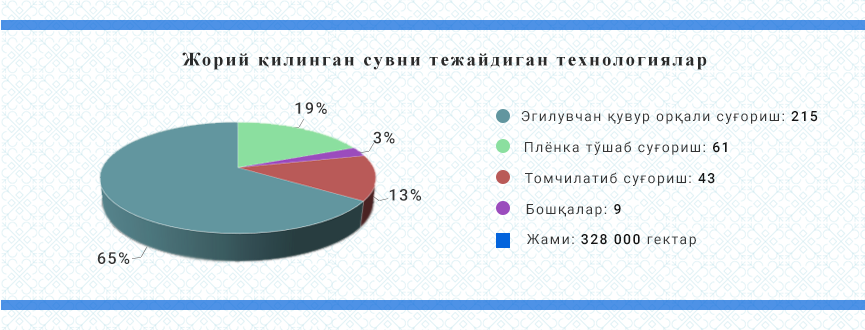 Жорий қилинган сувни тежайдиган технологиялар
19%
3%
13%
65%
Эгилувчан қувур орқали суғориш: 215
Плёнка тўшаб суғориш: 61
Томчилатиб суғориш: 43
Бошқалар: 9
Жами: 328 000 гектар